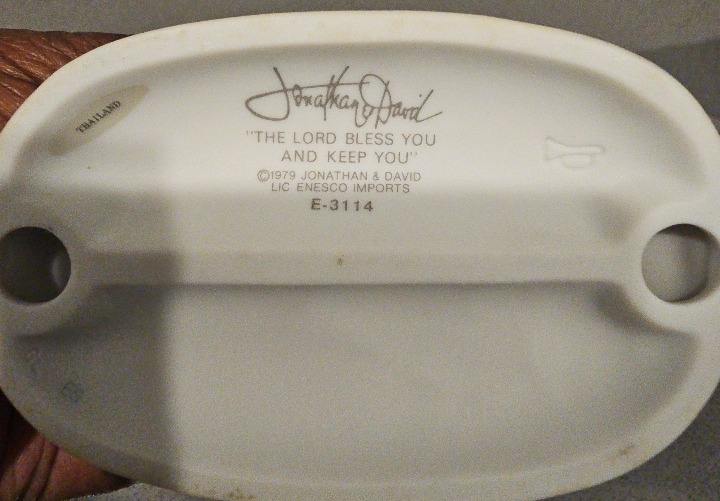 THAILAND
Jonathan & David
"THE LORD BLESS YOU
AND KEEP YOU"
©1979 JONATHAN & DAVID
LIC ENESCO IMPORTS
E-3114